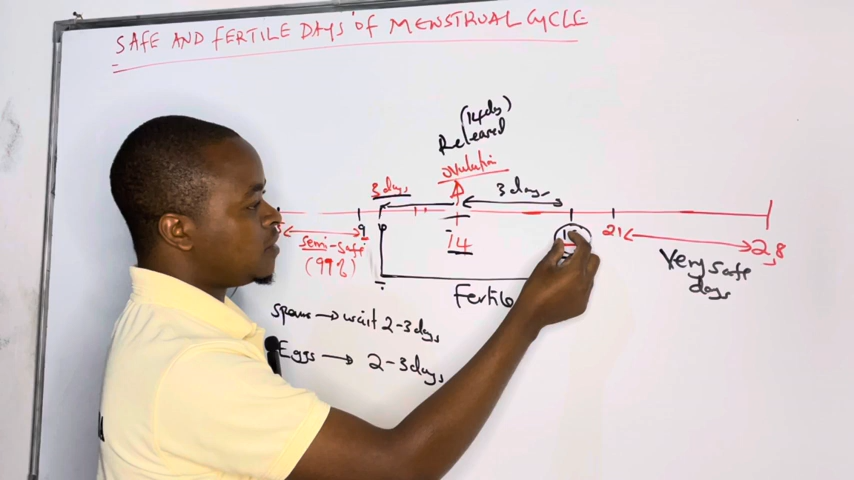 SAFE AND FERTILE DAYS OF MENSTRUAL CYCLE
(14day)
Released
ovulation
3 days
3 days
9
14
21
28
semi-safe
(99%)
Very safe
days
Fertile
Sperm → wait 2-3days
Eggs → 2-3days